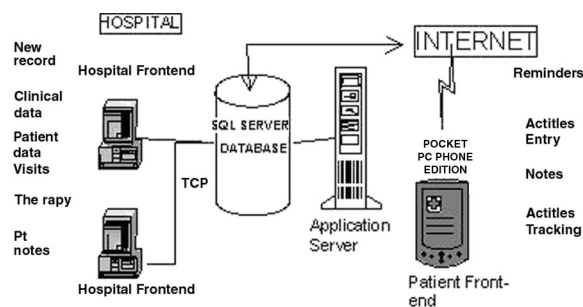 HOSPITAL
New
record
Hospital Frontend
Clinical
data
Patient
data
Visits
The rapy
Pt
notes
Hospital Frontend
TCP
SQL SERVER
DATABASE
Application
Server
INTERNET
Reminders
POCKET
PC PHONE
EDITION
Actitles
Entry
Notes
Actitles
Tracking
Patient Front-
end